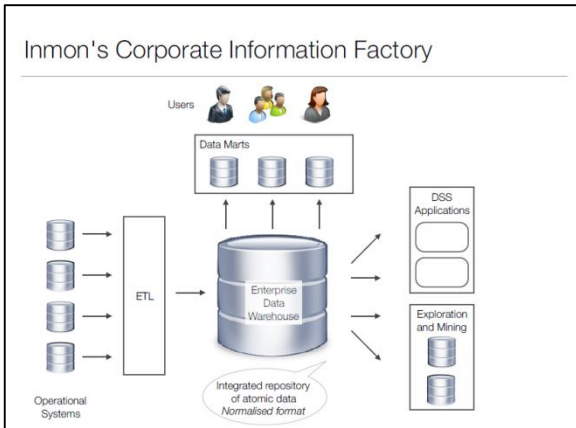 Inmon's Corporate Information Factory
Users
Data Marts
DSS
Applications
ETL
Enterprise
Data
Warehouse
Exploration
and Mining
Operational
Systems
Integrated repository
of atomic data
Normalised format